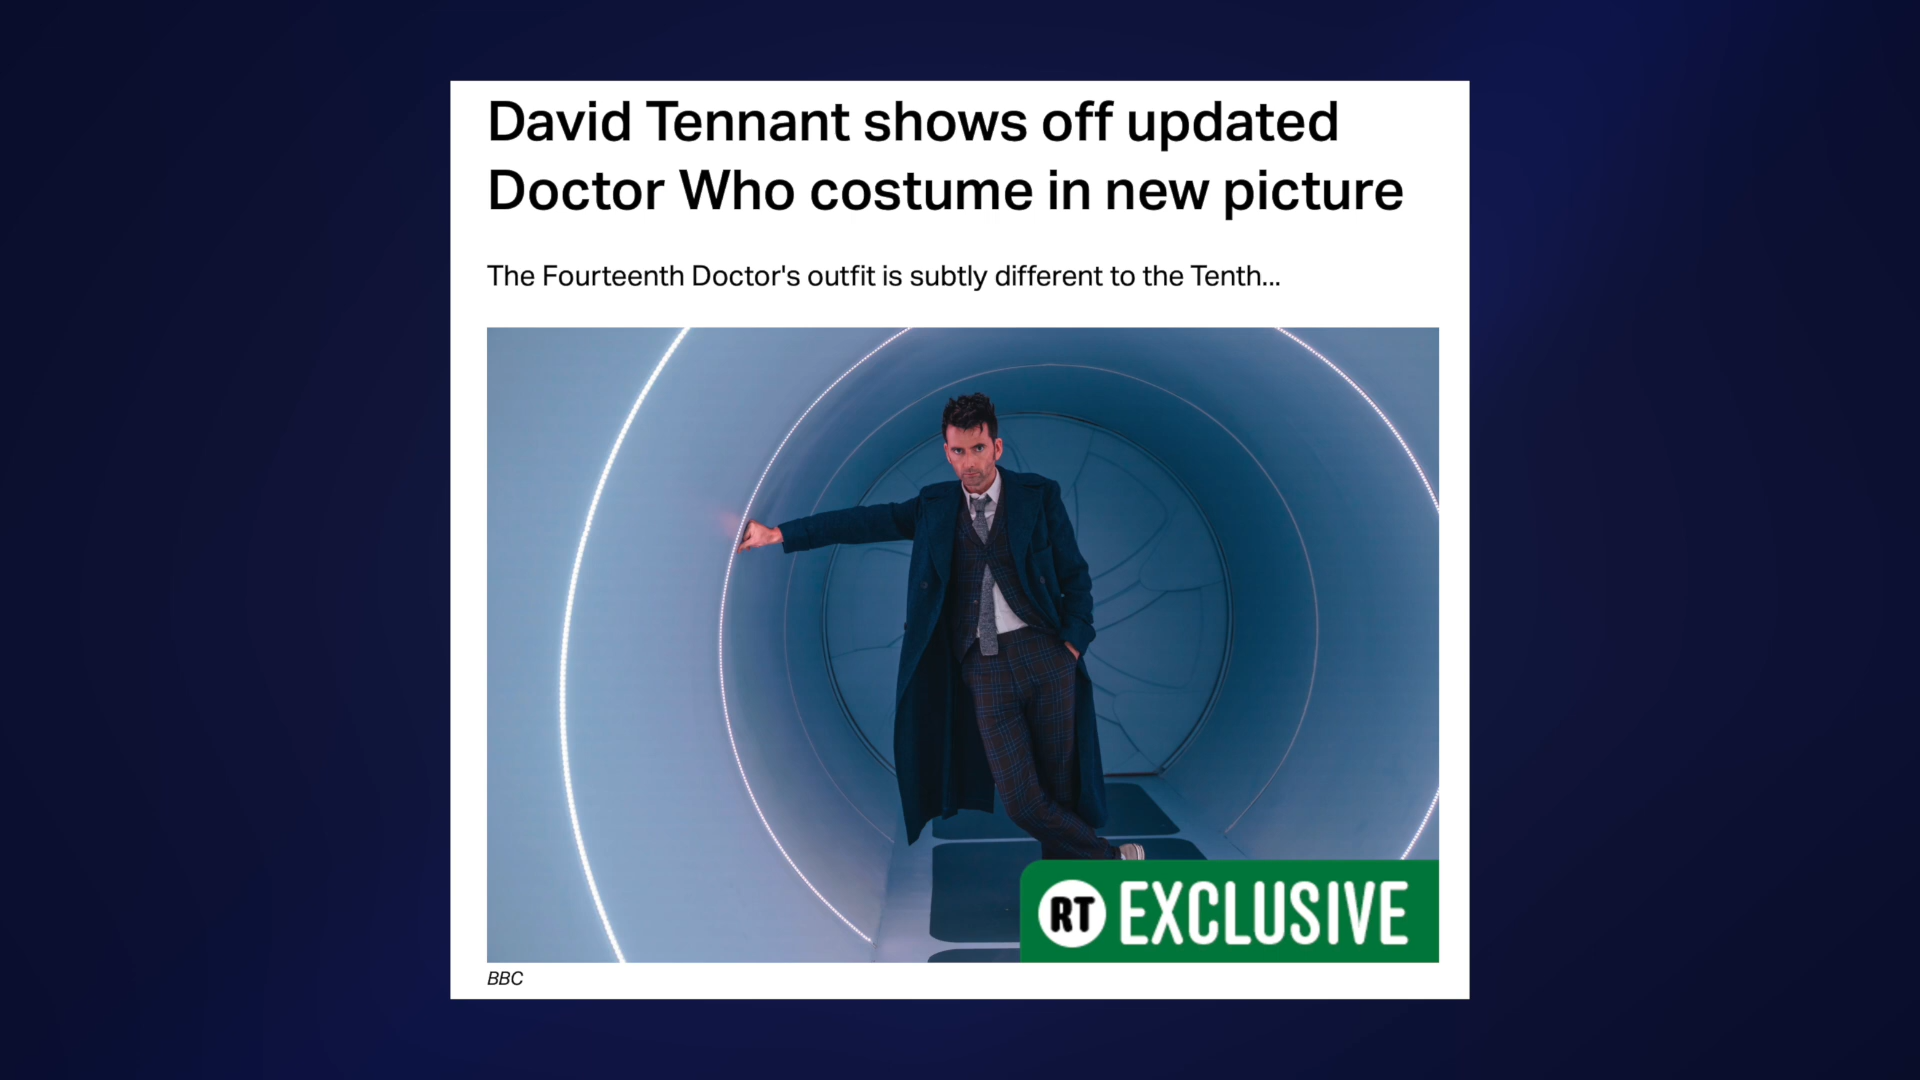 David Tennant shows off updated
Doctor Who costume in new picture
The Fourteenth Doctor's outfit is subtly different to the Tenth...
RT EXCLUSIVE
BBC